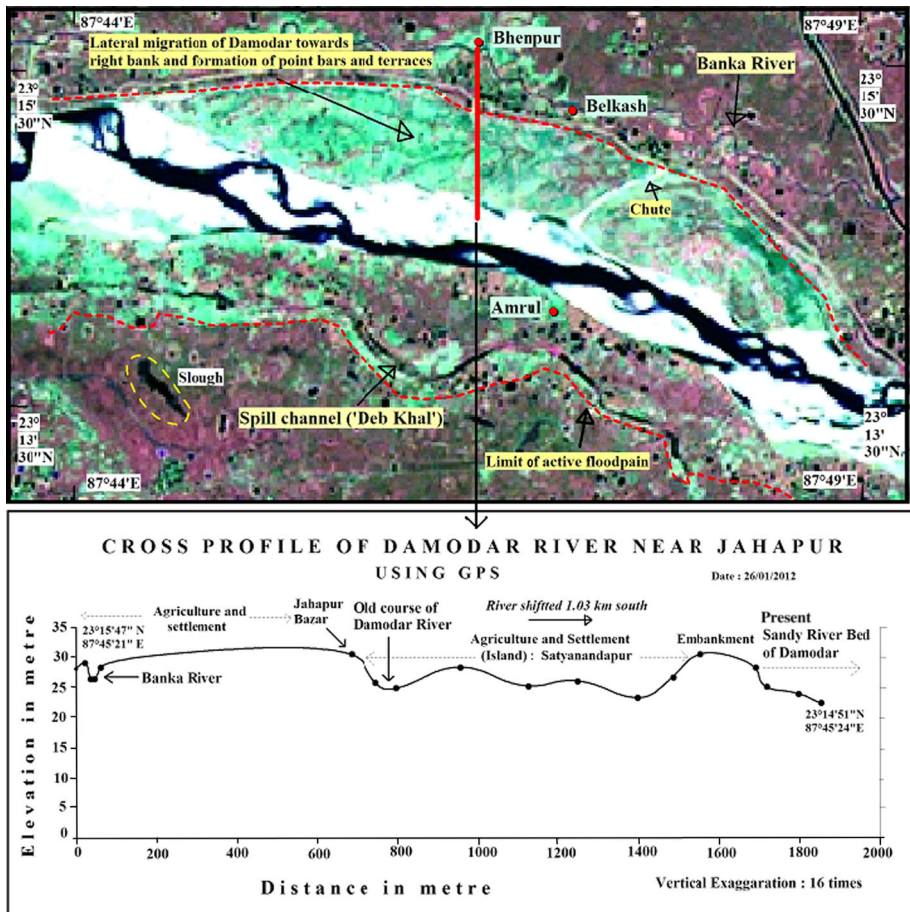 87°44'E
87°49'E
Bhenpur
Lateral migration of Damodar towards
right bank and formation of point bars and terraces
Banka River
23°
15'
30"N
23°
15'
30"N
Belkash
Chute
Amrul
Slough
Spill channel ('Deb Khal')
Limit of active floodpain
23°
13'
30"N
23°
13'
30"N
87°44'E
87°49'E
CROSS PROFILE OF DAMODAR RIVER NEAR JAHAPUR
USING GPS
Date : 26/01/2012
Agriculture and
settlement
Jahapur
Bazar
Old course of
Damodar River
River shiftted 1.03 km south
Agriculture and Settlement
(Island) : Satyanandapur
Embankment
Present
Sandy River Bed
of Damodar
23°15'47" N
87°45'21" E
Banka River
23°14'51"N
87°45'24"E
Elevation in metre
35
30
25
20
15
10
5
0
0
200
400
600
800
1000
1200
1400
1600
1800
2000
Distance in metre
Vertical Exaggaration : 16 times